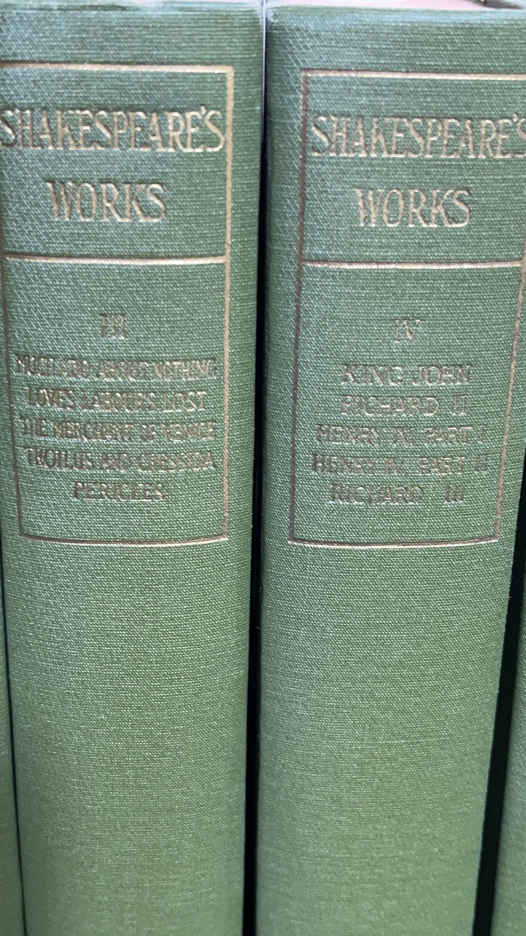 SHAKESPEARE'S
WORKS
III
MUCH ADO ABOUT NOTHING
LOVE'S LABOUR'S LOST
THE MERCHANT OF VENICE
TROILUS AND CRESSIDA
PERICLES
SHAKESPEARE'S
WORKS
IV
KING JOHN
RICHARD II
HENRY IV, PART I
HENRY IV, PART II
RICHARD III